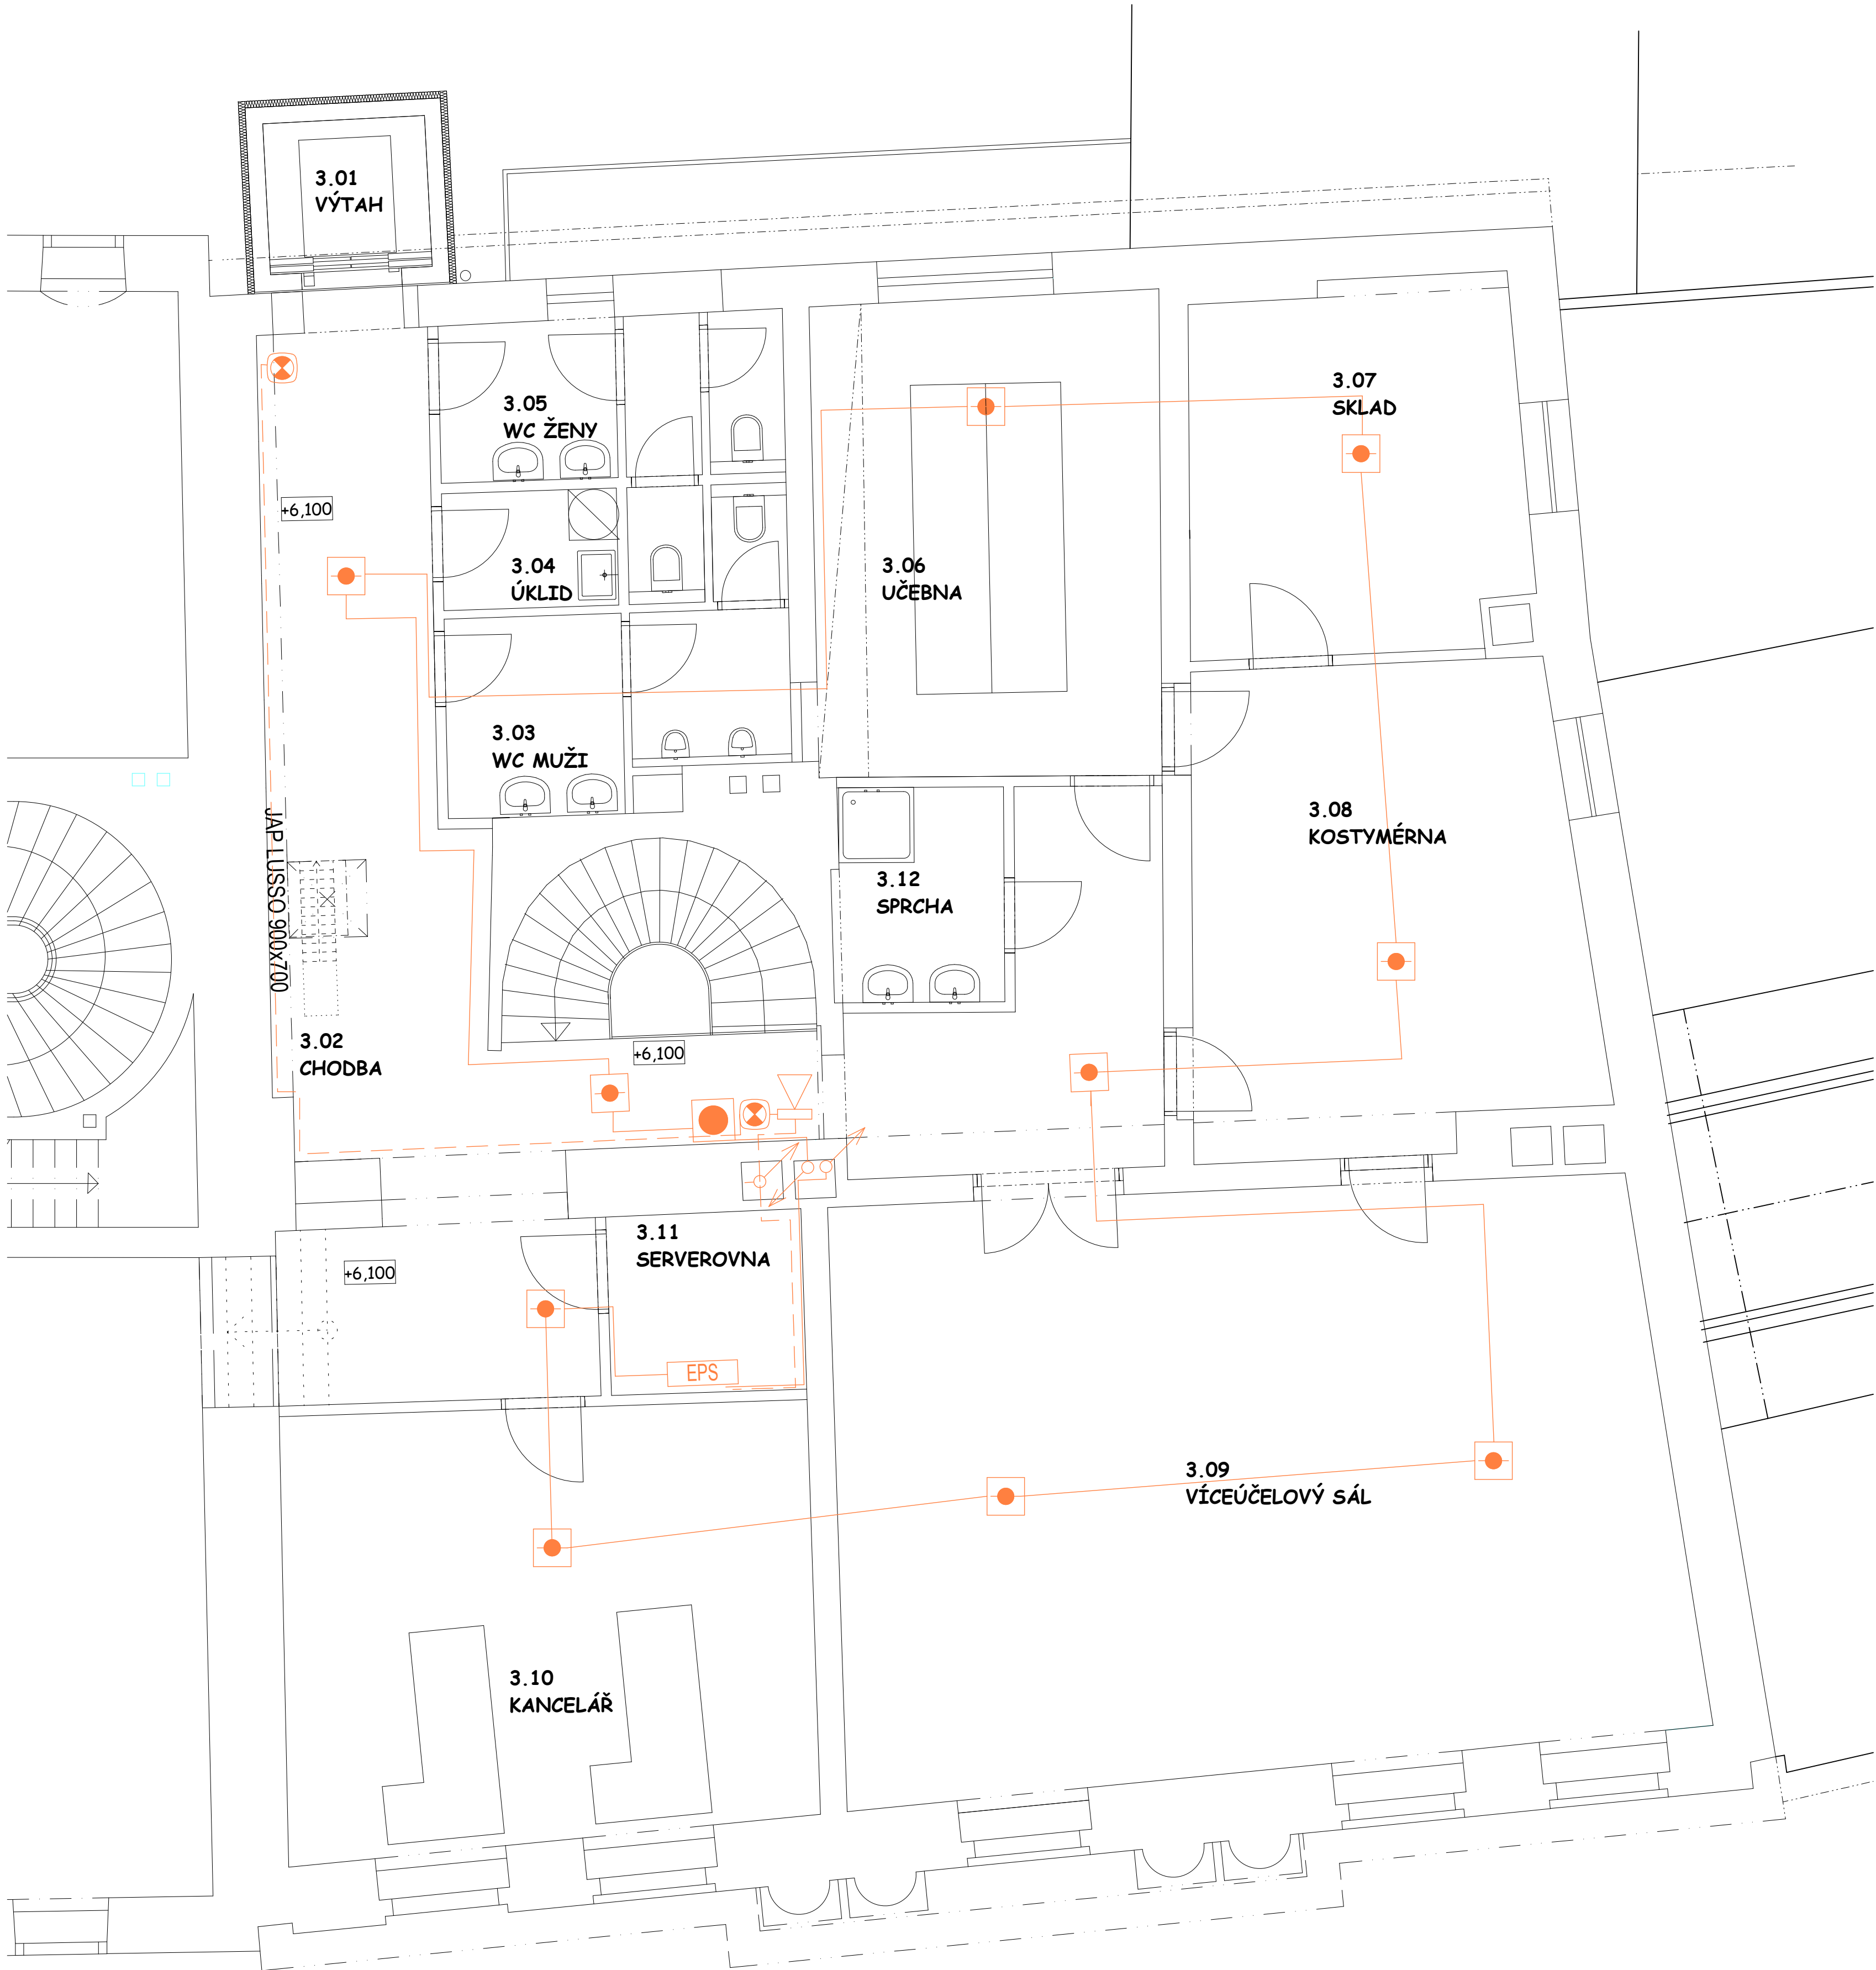 3.01
VÝTAH
3.07
SKLAD
3.05
WC ŽENY
+6,100
3.04
ÚKLID
3.06
UČEBNA
3.03
WC MUŽI
JAP LUSSO 900x700
3.08
KOSTYMÉRNA
3.12
SPRCHA
3.02
CHODBA
+6,100
3.11
SERVEROVNA
+6,100
EPS
3.09
VÍCEÚČELOVÝ SÁL
3.10
KANCELÁŘ